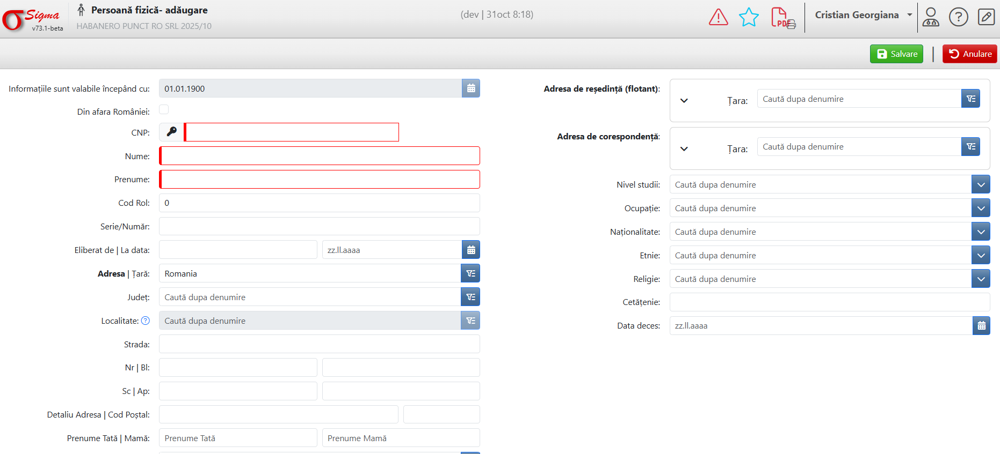 Sigma
v73.1-beta
Persoană fizică- adăugare
HABANERO PUNCT RO SRL 2025/10
(dev | 31oct 8:18)
PDF
Cristian Georgiana
Salvare
|
Anulare
Informațiile sunt valabile începând cu: 01.01.1900
Din afara României:
CNP:
Nume:
Prenume:
Cod Rol: 0
Serie/Număr:
Eliberat de | La data: zz.ll.aaaa
Adresa | Țară: Romania
Județ: Caută dupa denumire
Localitate: ? Caută dupa denumire
Strada:
Nr | Bl:
Sc | Ap:
Detaliu Adresa | Cod Poștal:
Prenume Tată | Mamă: Prenume Tată Prenume Mamă
Adresa de reședință (flotant):
Țara: Caută dupa denumire
Adresa de corespondență:
Țara: Caută dupa denumire
Nivel studii: Caută dupa denumire
Ocupație: Caută dupa denumire
Naționalitate: Caută dupa denumire
Etnie: Caută dupa denumire
Religie: Caută dupa denumire
Cetățenie:
Data deces: zz.ll.aaaa